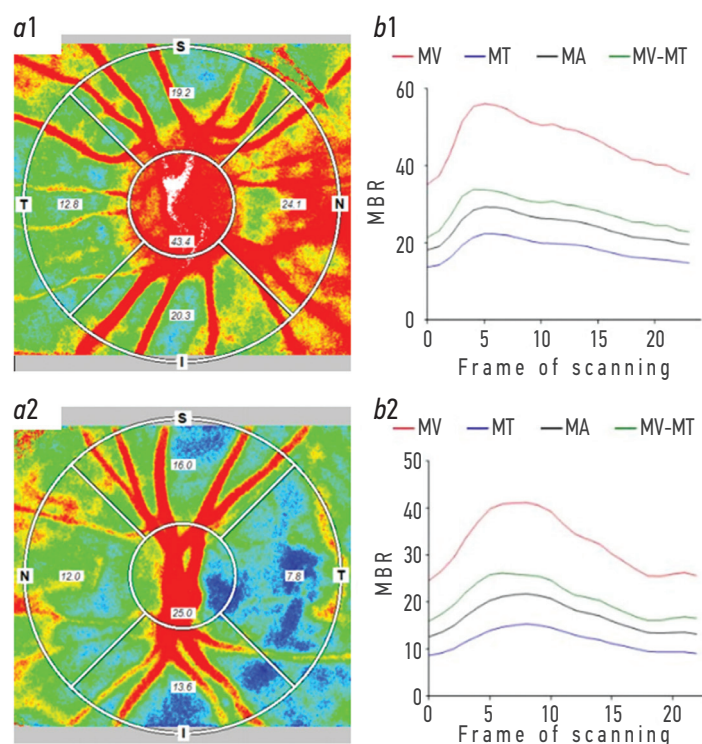 a1
S
19.2
T
12.8
24.1
N
43.4
20.3
I
b1
MV MT MA MV-MT
MBR
60
40
20
0
0 5 10 15 20
Frame of scanning
a2
S
16.0
N
12.0
7.8
T
25.0
13.6
I
b2
MV MT MA MV-MT
MBR
50
40
30
20
10
0
0 5 10 15 20
Frame of scanning